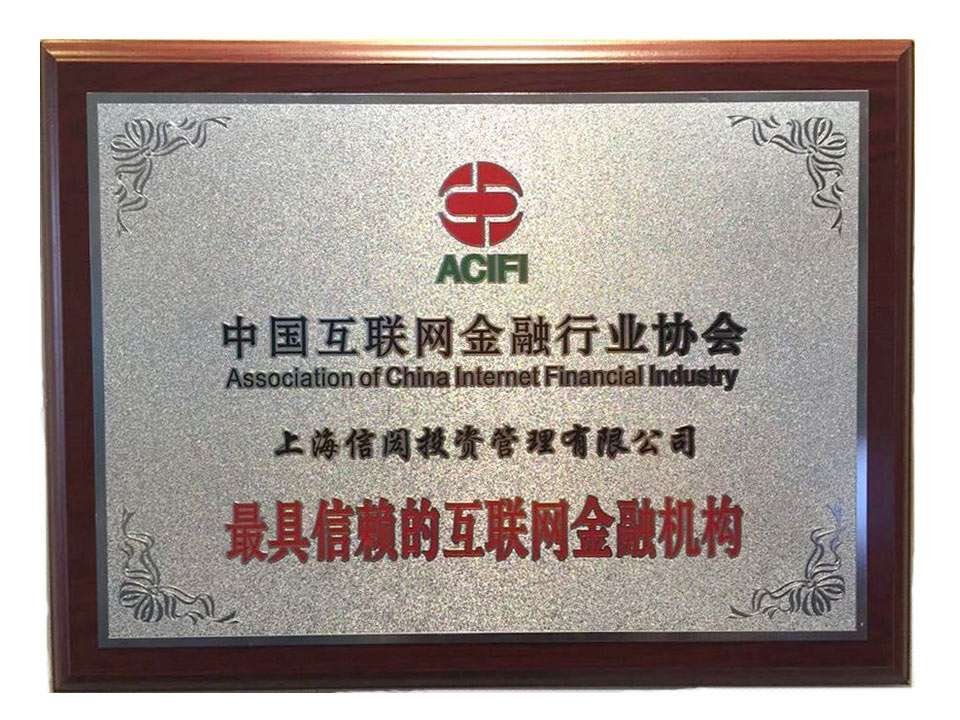 ACIFI
中国互联网金融行业协会
Association of China Internet Financial Industry
上海信闳投资管理有限公司
最具信赖的互联网金融机构